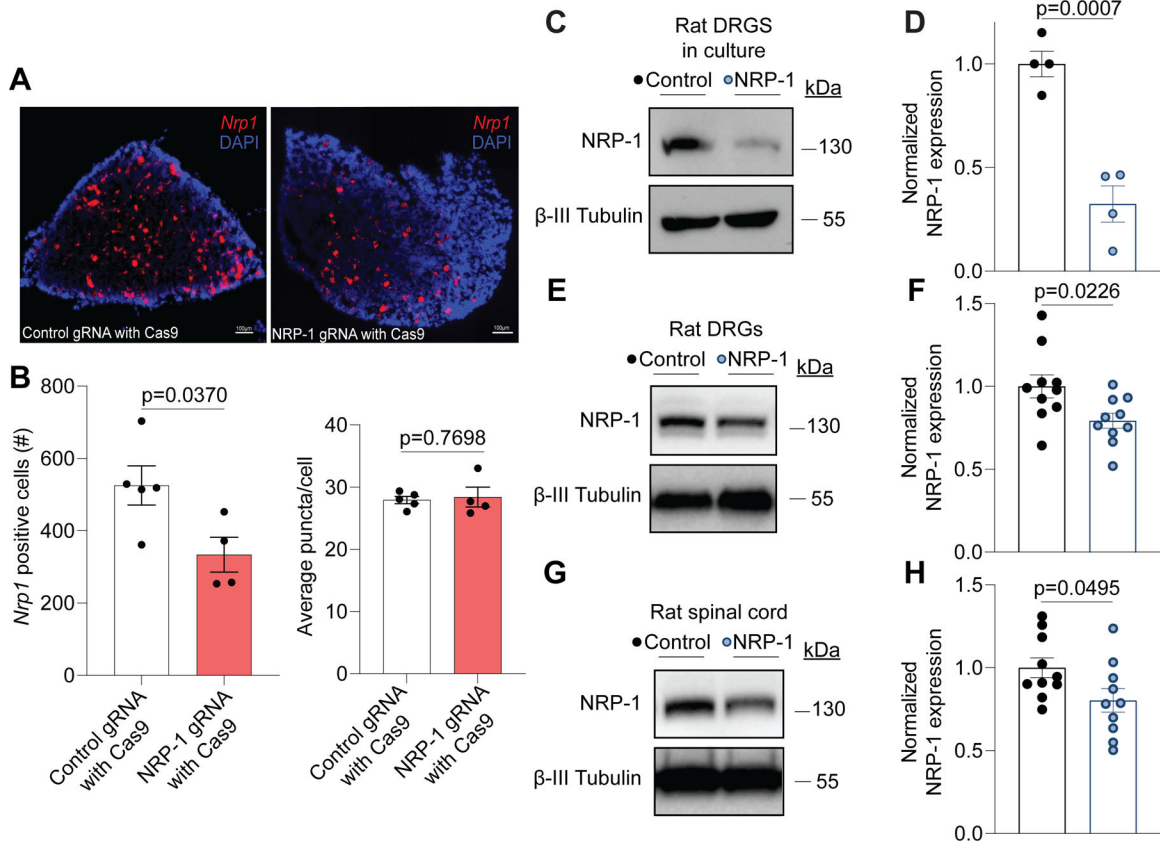 A
Nrp1
DAPI
Control gRNA with Cas9
100µm
Nrp1
DAPI
NRP-1 gRNA with Cas9
100µm
B
Nrp1 positive cells (#)
800
600
400
200
0
p=0.0370
Control gRNA
with Cas9
NRP-1 gRNA
with Cas9
Average puncta/cell
40
30
20
10
0
p=0.7698
Control gRNA
with Cas9
NRP-1 gRNA
with Cas9
C
Rat DRGS
in culture
Control NRP-1 kDa
NRP-1 130
β-III Tubulin 55
D
p=0.0007
Normalized
NRP-1 expression
1.0
0.5
0.0
E
Rat DRGs
Control NRP-1 kDa
NRP-1 130
β-III Tubulin 55
F
p=0.0226
Normalized
NRP-1 expression
1.5
1.0
0.5
0.0
G
Rat spinal cord
Control NRP-1 kDa
NRP-1 130
β-III Tubulin 55
H
p=0.0495
Normalized
NRP-1 expression
1.5
1.0
0.5
0.0